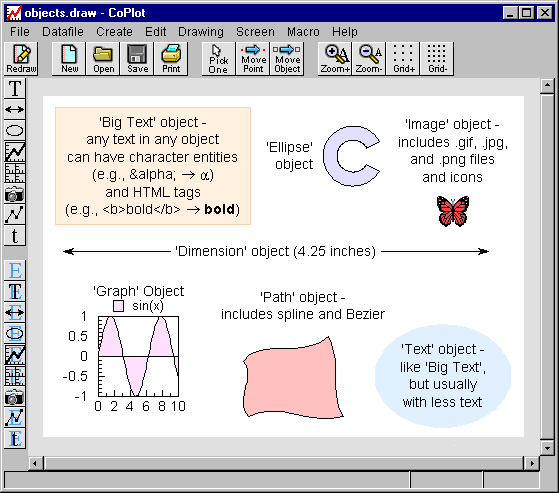 objects.draw - CoPlot
File Datafile Create Edit Drawing Screen Macro Help
Redraw New Open Save Print Pick One Move Point Move Object Zoom+ Zoom- Grid+ Grid-
T
'Big Text' object -
any text in any object
can have character entities
(e.g., &alpha; → α)
and HTML tags
(e.g., <b>bold</b> → bold)
'Ellipse'
object
C
'Image' object -
includes .gif, .jpg,
and .png files
and icons
t
'Dimension' object (4.25 inches)
E
E
E
E
E
E
'Graph' Object
sin(x)
1
0.5
0
-0.5
-1
0 2 4 6 8 10
'Path' object -
includes spline and Bezier
'Text' object -
like 'Big Text',
but usually
with less text